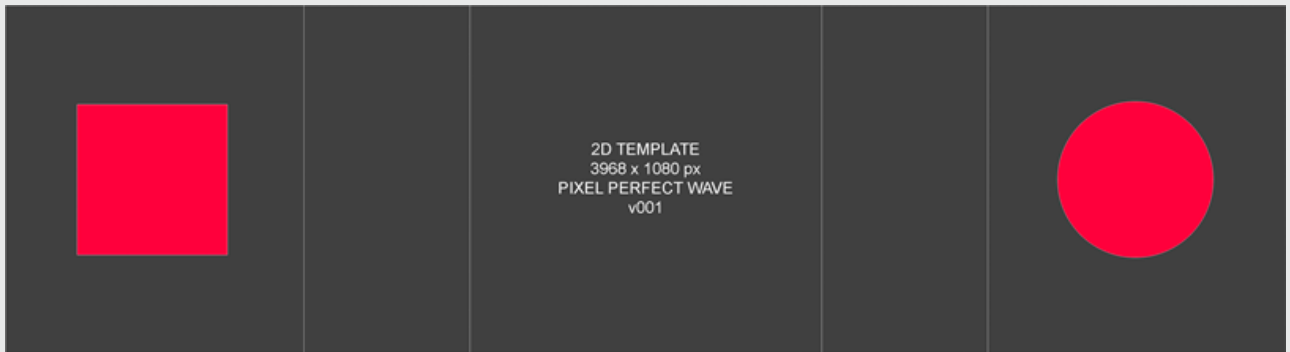 2D TEMPLATE
3968 x 1080 px
PIXEL PERFECT WAVE
v001